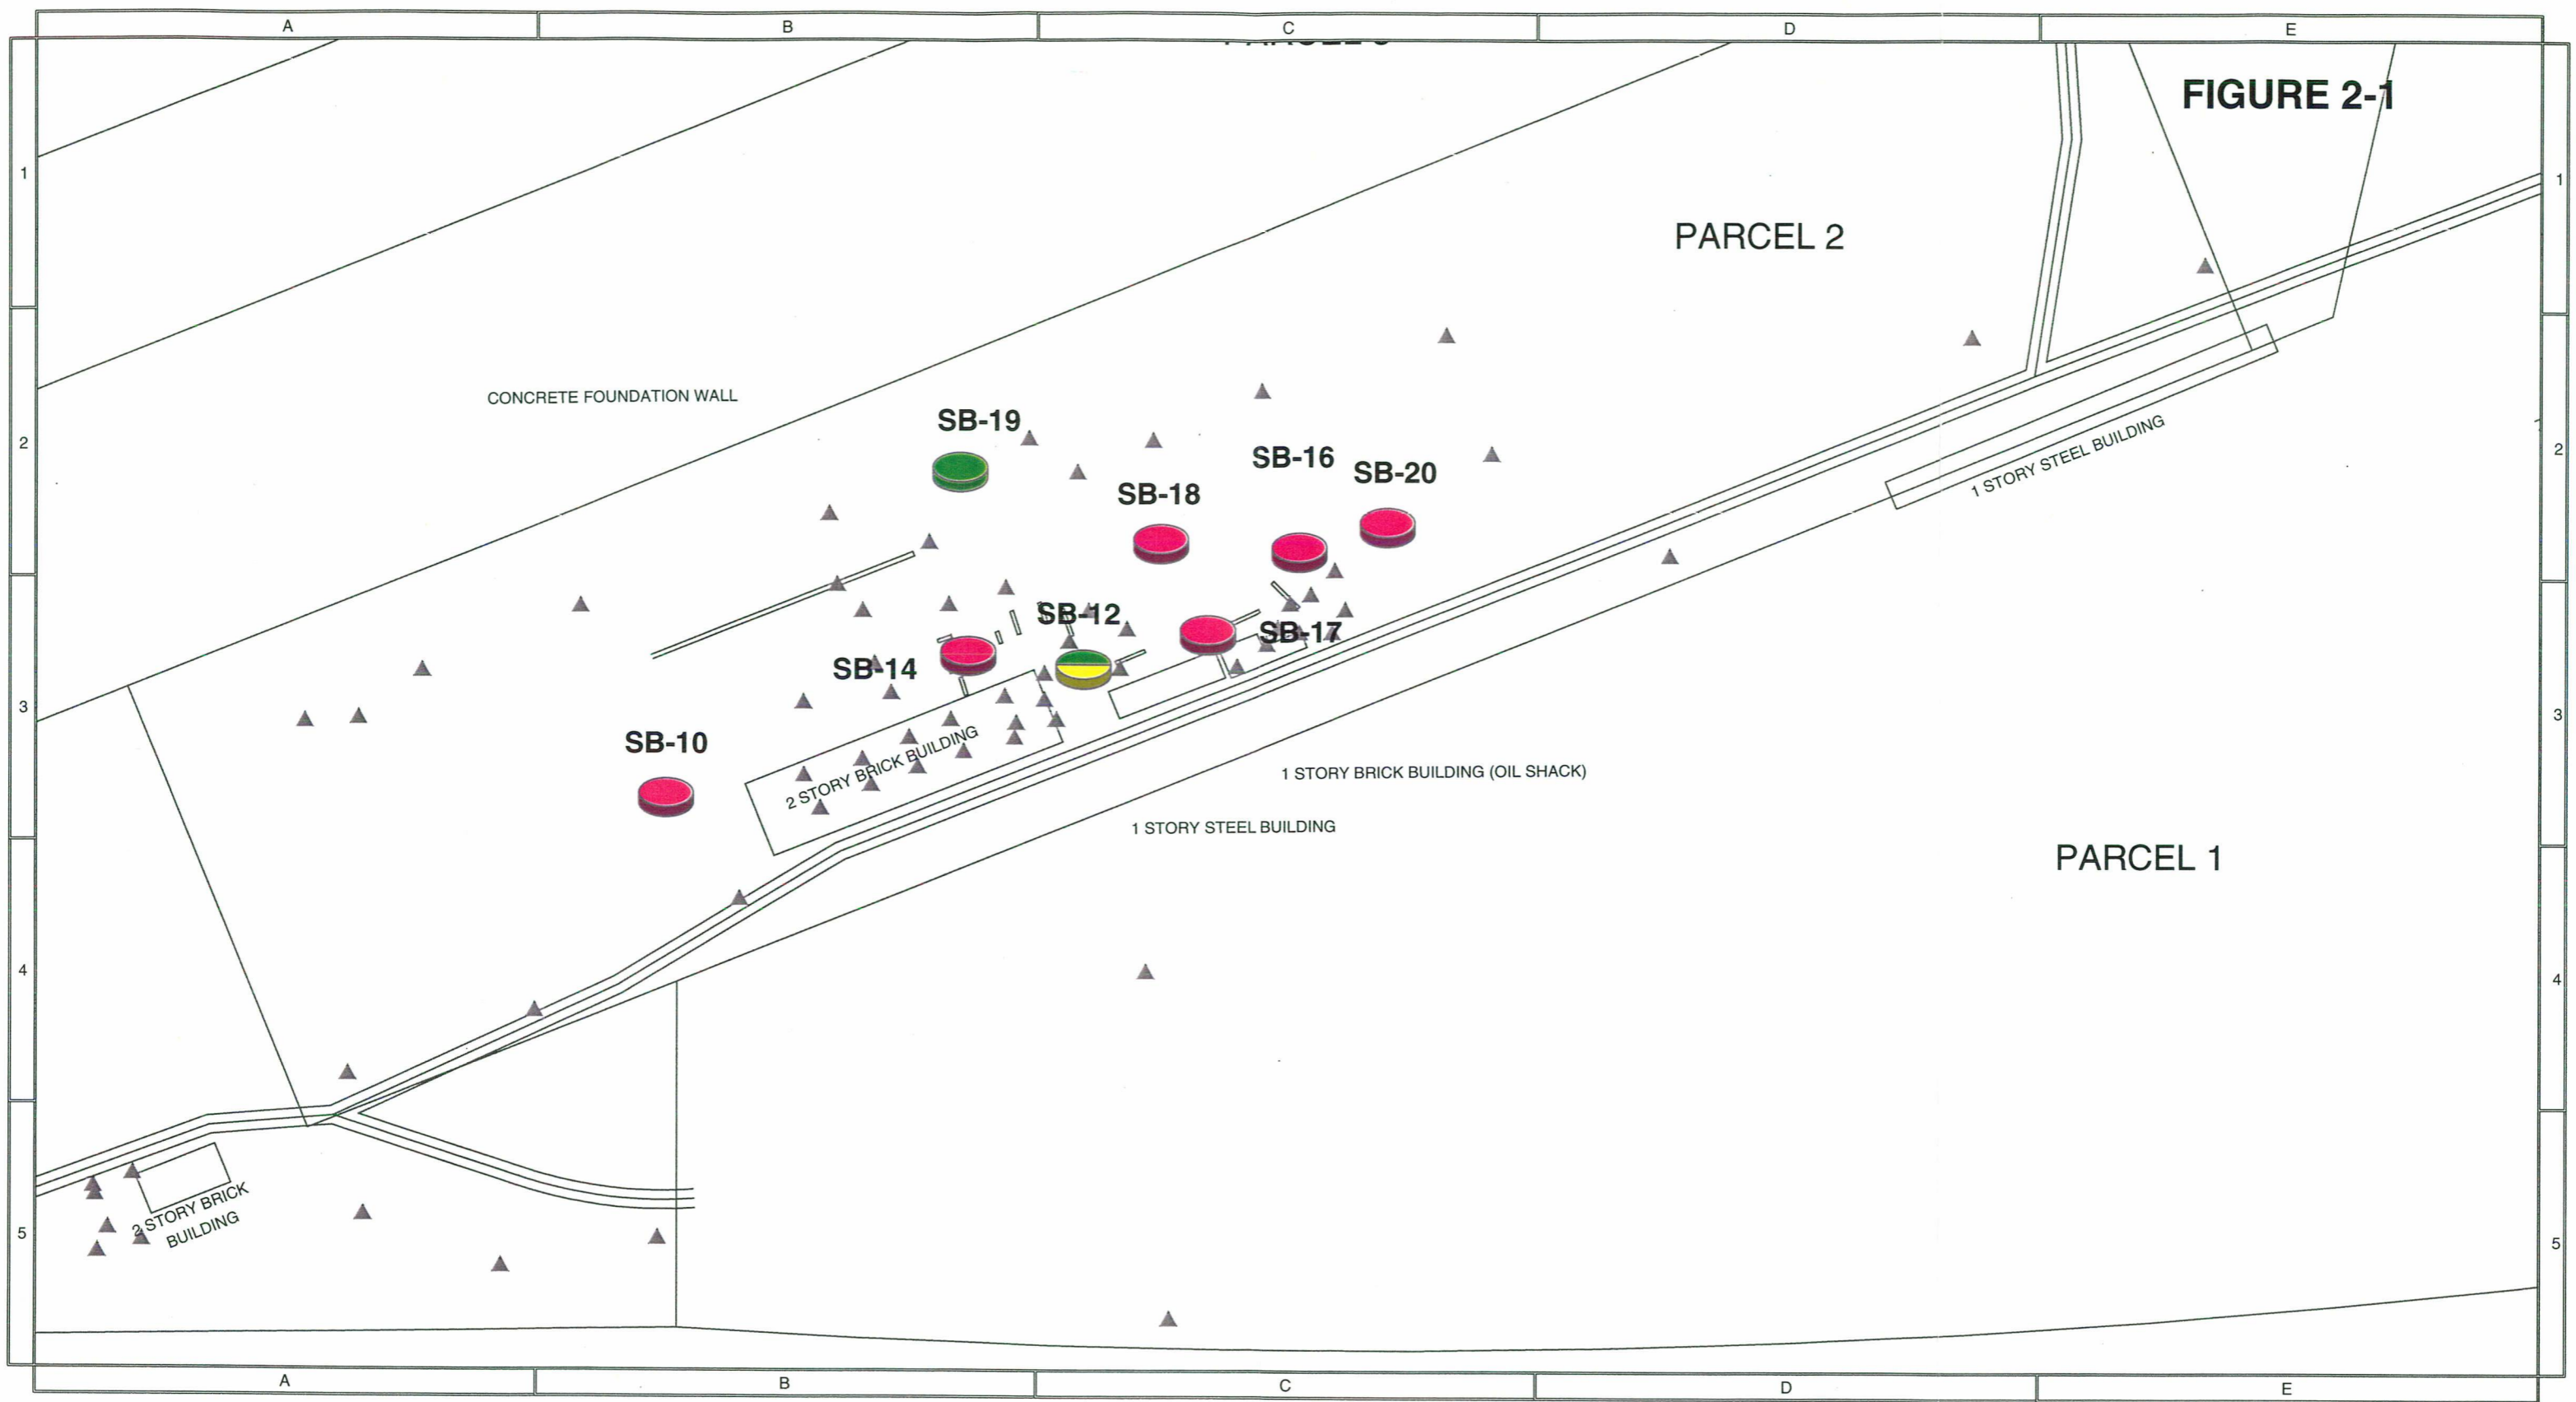 A B C D E
FIGURE 2-1
1 1
PARCEL 2
CONCRETE FOUNDATION WALL
SB-19
2 2
SB-16
SB-20
1 STORY STEEL BUILDING
SB-18
SB-12
SB-17
SB-14
3 3
SB-10
2 STORY BRICK BUILDING
1 STORY BRICK BUILDING (OIL SHACK)
1 STORY STEEL BUILDING
PARCEL 1
4 4
2 STORY BRICK
BUILDING
5 5
A B C D E